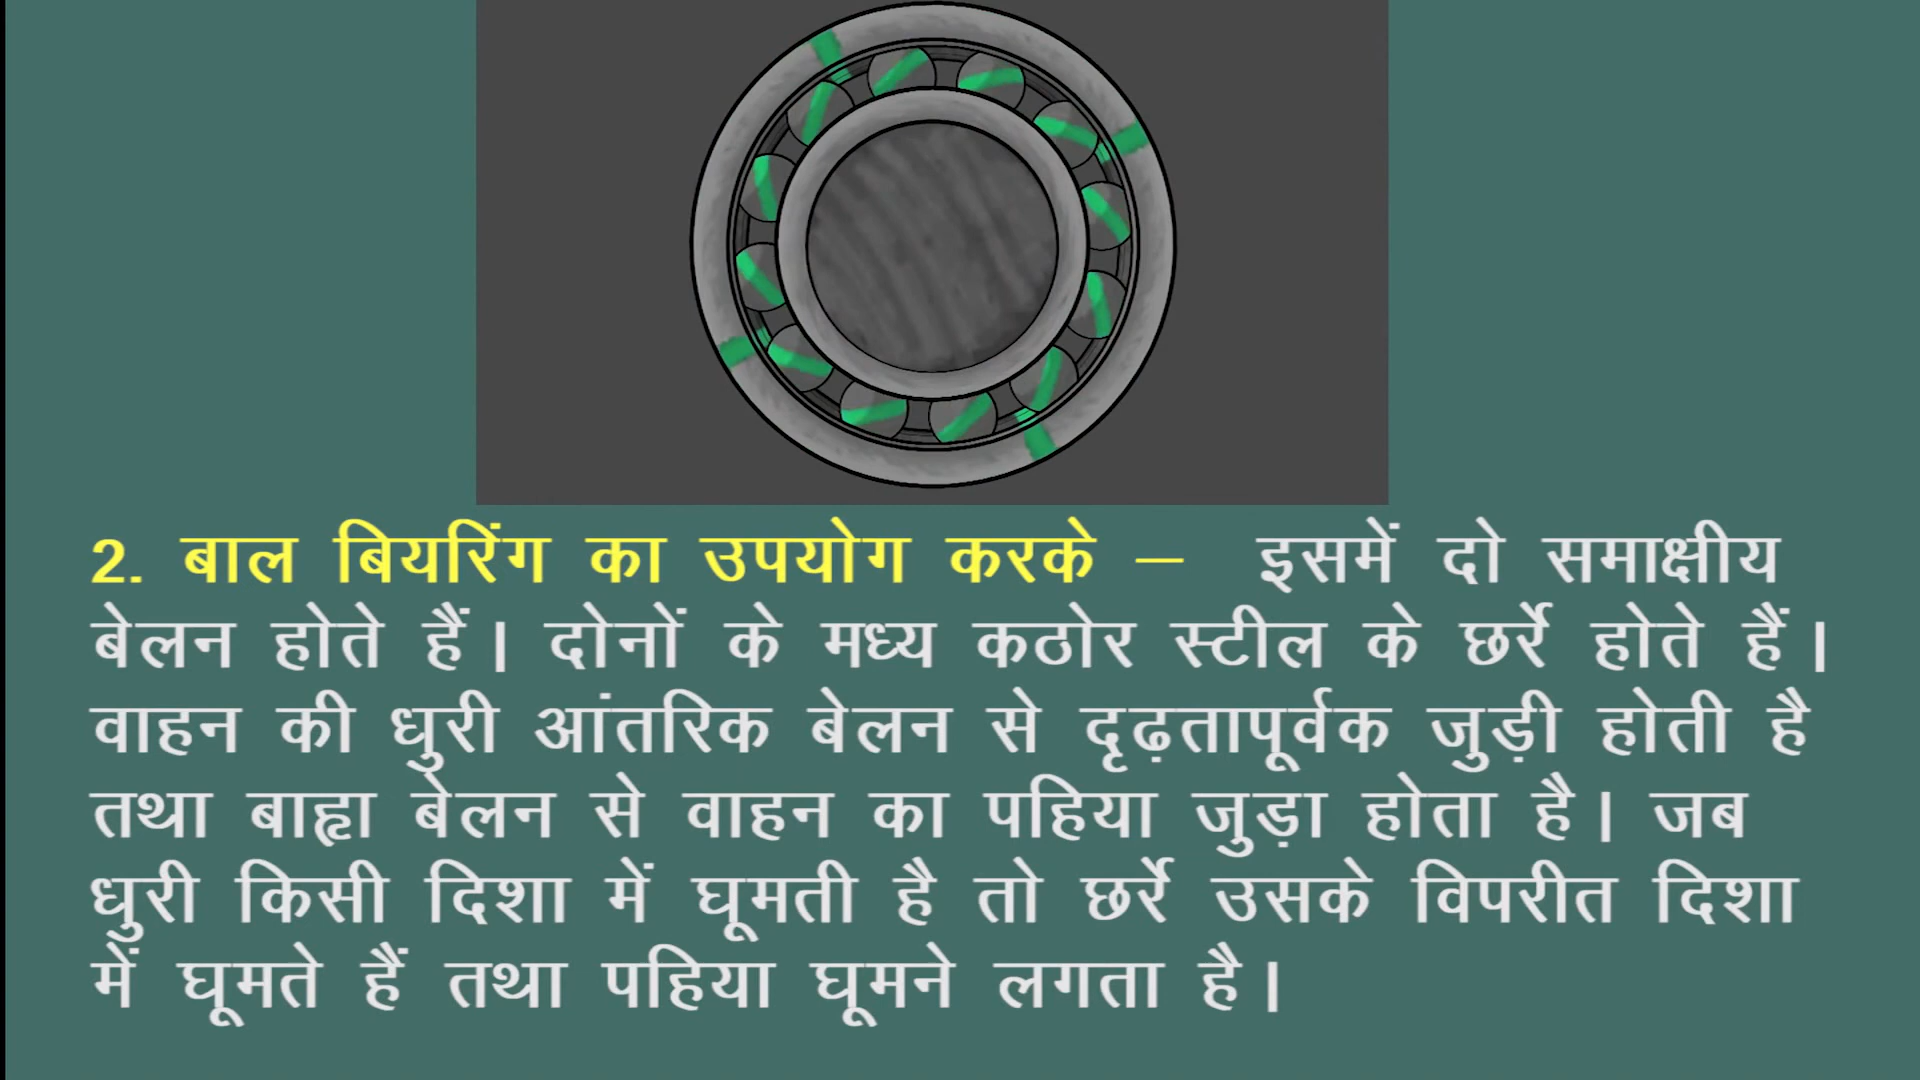 2. बाल बियरिंग का उपयोग करके – इसमें दो समाक्षीय
बेलन होते हैं। दोनों के मध्य कठोर स्टील के छर्रे होते हैं।
वाहन की धुरी आंतरिक बेलन से दृढ़तापूर्वक जुड़ी होती है
तथा बाह्य बेलन से वाहन का पहिया जुड़ा होता है। जब
धुरी किसी दिशा में घूमती है तो छर्रे उसके विपरीत दिशा
में घूमते हैं तथा पहिया घूमने लगता है।